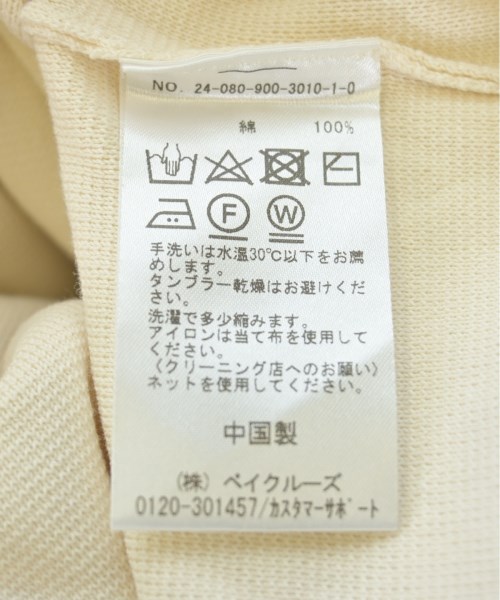 NO. 24-080-900-3010-1-0
綿 100%
F W
手洗いは水温30℃以下をお薦
めします。
タンブラー乾燥はお避けくだ
さい。
洗濯で多少縮みます。
アイロンは当て布を使用して
ください。
〈クリーニング店へのお願い〉
ネットを使用してください。
中国製
(株) ベイクルーズ
0120-301457/カスタマーサポート